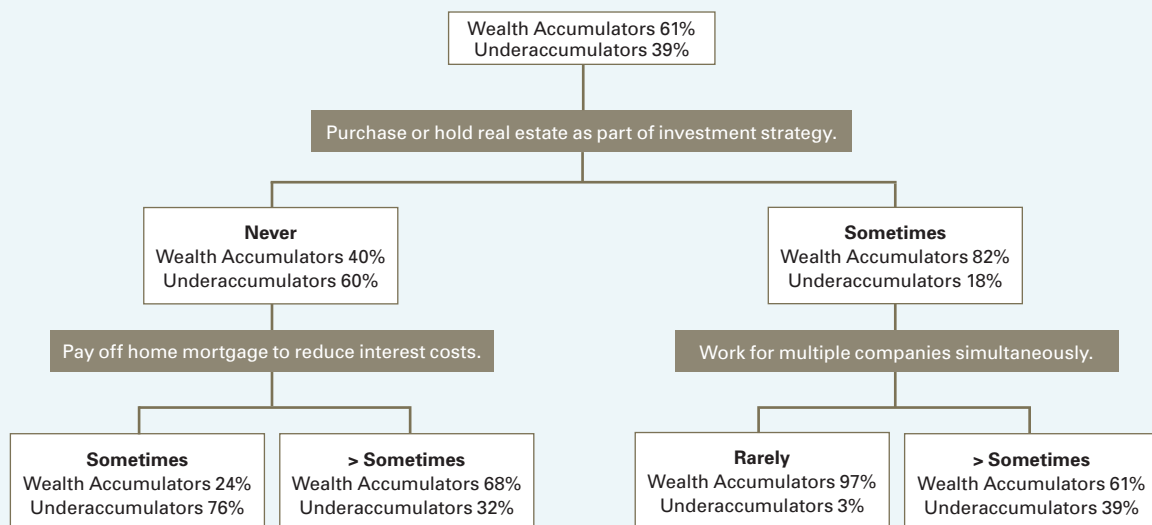 Wealth Accumulators 61%
Underaccumulators 39%
Purchase or hold real estate as part of investment strategy.
Never
Wealth Accumulators 40%
Underaccumulators 60%
Sometimes
Wealth Accumulators 82%
Underaccumulators 18%
Pay off home mortgage to reduce interest costs.
Work for multiple companies simultaneously.
Sometimes
Wealth Accumulators 24%
Underaccumulators 76%
> Sometimes
Wealth Accumulators 68%
Underaccumulators 32%
Rarely
Wealth Accumulators 97%
Underaccumulators 3%
> Sometimes
Wealth Accumulators 61%
Underaccumulators 39%